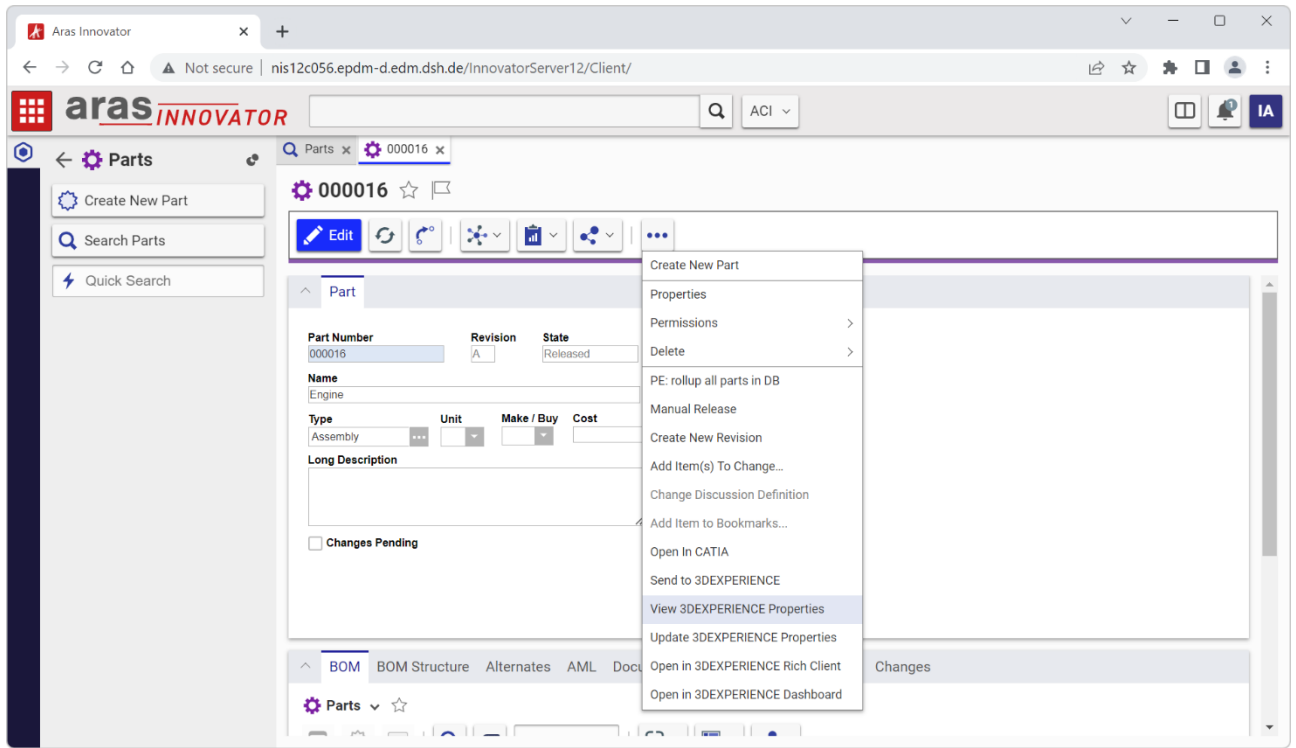 Aras Innovator
Not secure
nis12c056.epdm-d.edm.dsh.de/InnovatorServer12/Client/
aras INNOVATOR
ACI
IA
Parts
Create New Part
Search Parts
Quick Search
Parts
000016
000016
Edit
Create New Part
Properties
Permissions
Delete
PE: rollup all parts in DB
Manual Release
Create New Revision
Add Item(s) To Change...
Change Discussion Definition
Add Item to Bookmarks...
Open In CATIA
Send to 3DEXPERIENCE
View 3DEXPERIENCE Properties
Update 3DEXPERIENCE Properties
Open in 3DEXPERIENCE Rich Client
Open in 3DEXPERIENCE Dashboard
Part
Part Number Revision State
000016 A Released
Name
Engine
Type Unit Make / Buy Cost
Assembly
Long Description
Changes Pending
BOM BOM Structure Alternates AML Changes
Parts